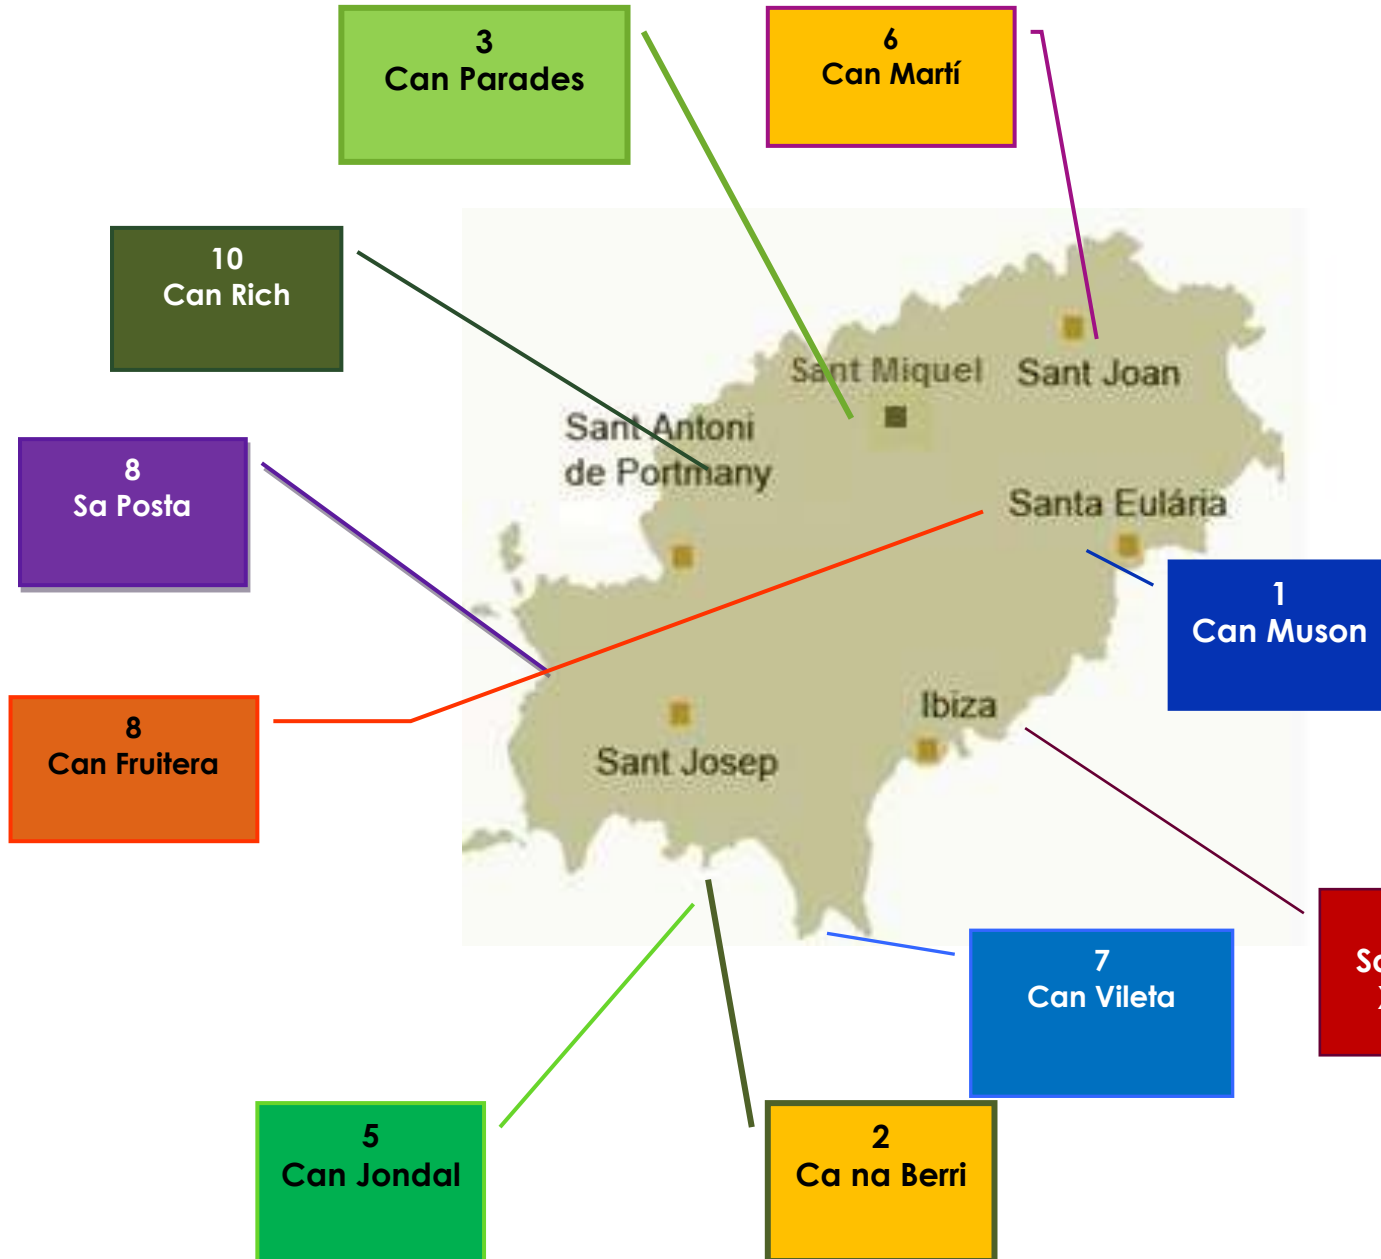 3
Can Parades
6
Can Martí
10
Can Rich
Sant Miquel
Sant Joan
Sant Antoni
de Portmany
8
Sa Posta
Santa Eulária
1
Can Muson
8
Can Fruitera
Ibiza
Sant Josep
7
Can Vileta
5
Can Jondal
2
Ca na Berri